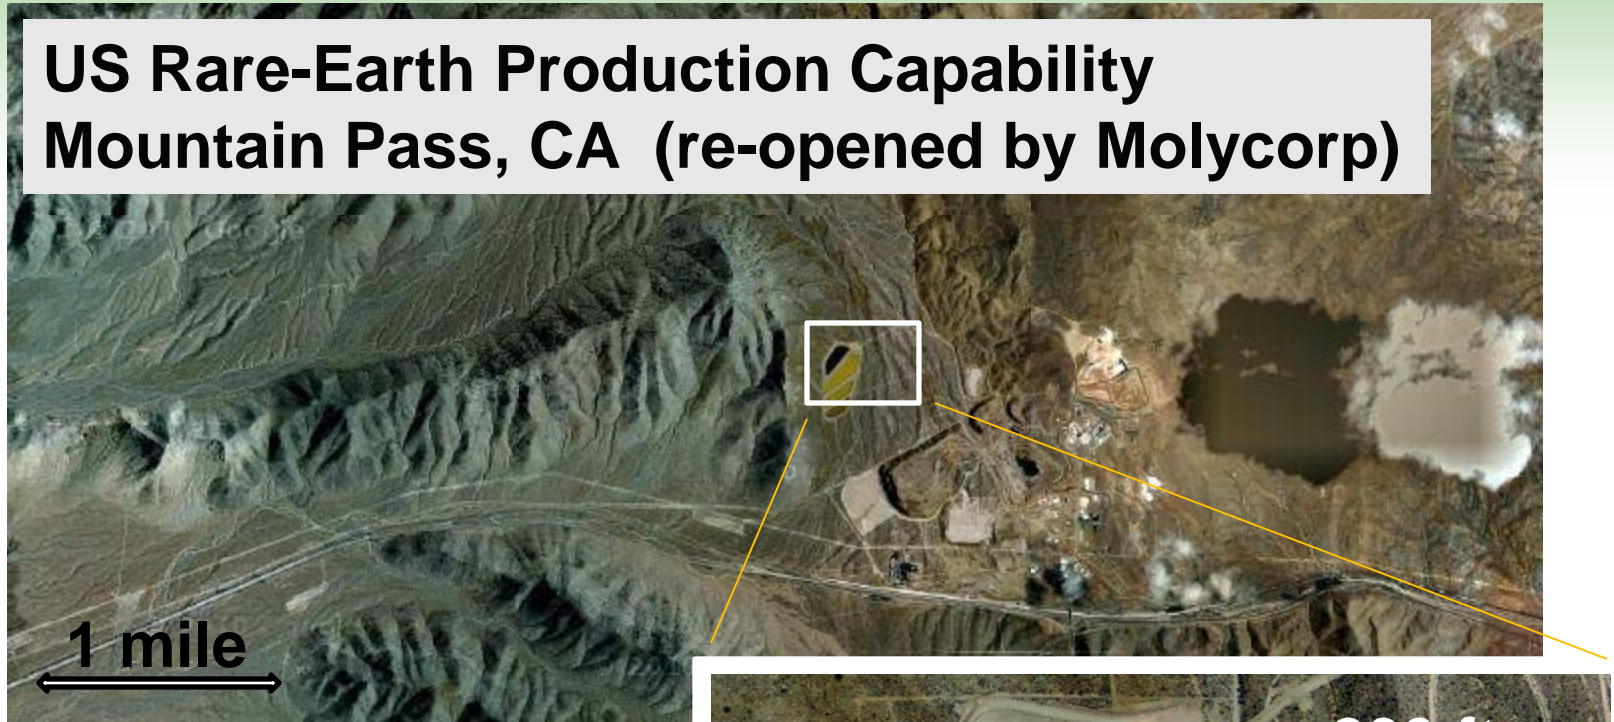 US Rare-Earth Production Capability
Mountain Pass, CA (re-opened by Molycorp)
1 mile